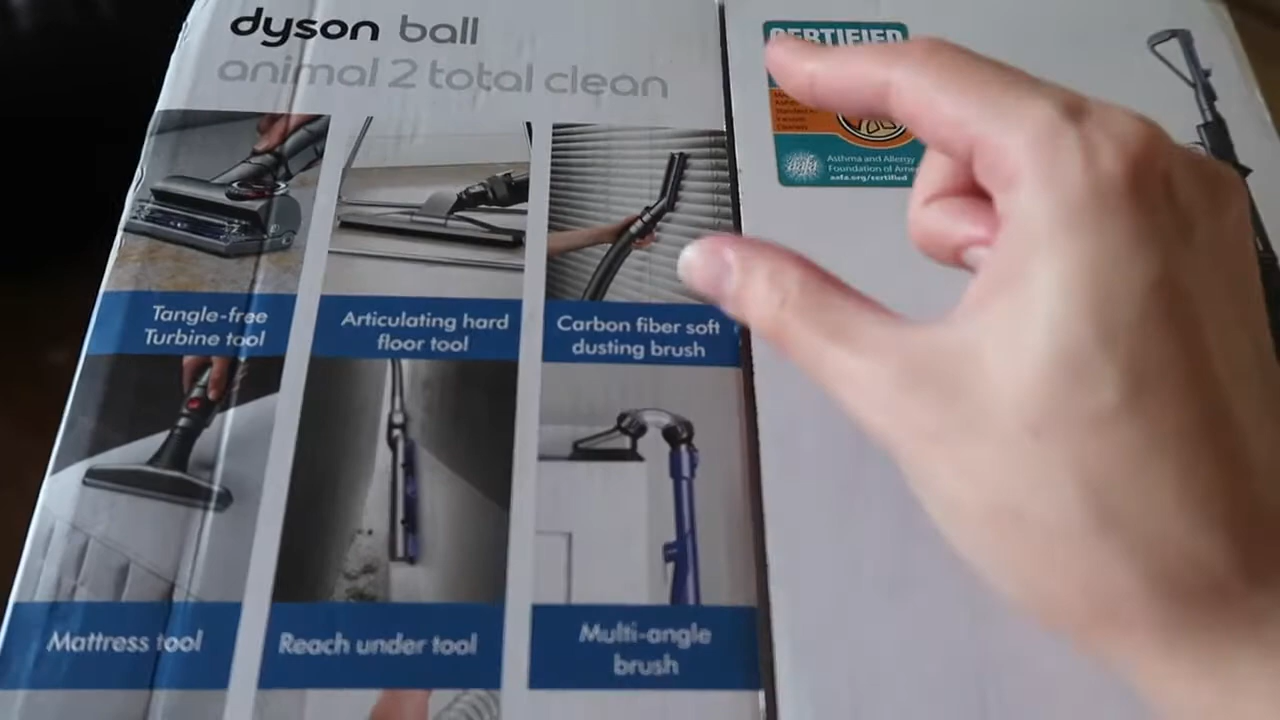 dyson ball
animal 2 total clean
CERTIFIED
Asthma and Allergy
Foundation of
aafa.org/certified
Tangle-free
Turbine tool
Articulating hard
floor tool
Carbon fiber soft
dusting brush
Mattress tool
Reach under tool
Multi-angle
brush